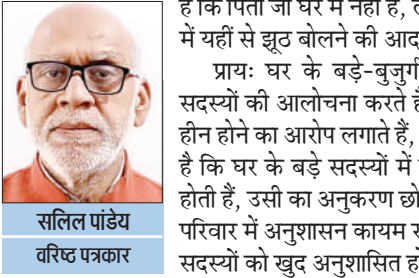 है कि पिता जी घर में नहीं हैं, त
में यहीं से झूठ बोलने की आद
प्रायः घर के बड़े-बुजुर्ग
सदस्यों की आलोचना करते हैं
हीन होने का आरोप लगाते हैं,
है कि घर के बड़े सदस्यों में
होती हैं, उसी का अनुकरण छो
परिवार में अनुशासन कायम र
सदस्यों को खुद अनुशासित हो
सलिल पांडेय
वरिष्ठ पत्रकार